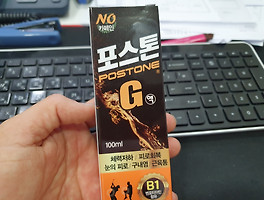 NO
카페인
포스톤
POSTONE
G
액
100ml
체력저하 / 피로회복
눈의 피로 / 구내염 / 근육통
B1